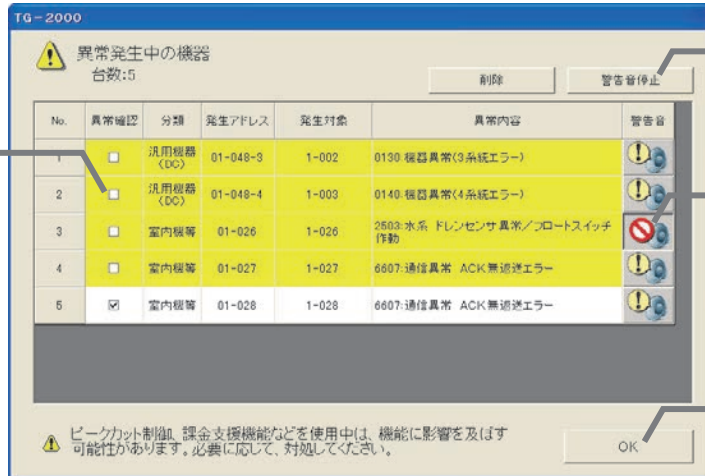 TG-2000
異常発生中の機器
台数:5
削除 警告音停止
No. 異常確認 分類 発生アドレス 発生対象 異常内容 警告音
1 汎用機器(DC) 01-048-3 1-002 0130:機器異常(3系統エラー)
2 汎用機器(DC) 01-048-4 1-003 0140:機器異常(4系統エラー)
3 室内機等 01-026 1-026 2503:水系 ドレンセンサ異常/フロートスイッチ
作動
4 室内機等 01-027 1-027 6607:通信異常 ACK無返送エラー
5 室内機等 01-028 1-028 6607:通信異常 ACK無返送エラー
ピークカット制御、課金支援機能などを使用中は、機能に影響を及ぼす
可能性があります。必要に応じて、対処してください。
OK